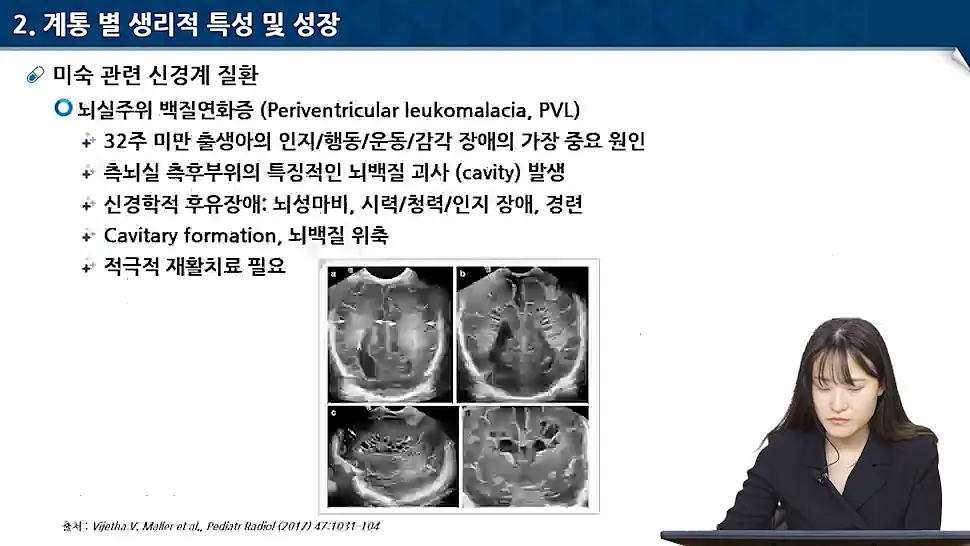 2. 계통 별 생리적 특성 및 성장
미숙 관련 신경계 질환
뇌실주위 백질연화증 (Periventricular leukomalacia, PVL)
32주 미만 출생아의 인지/행동/운동/감각 장애의 가장 중요 원인
측뇌실 측후부위의 특징적인 뇌백질 괴사 (cavity) 발생
신경학적 후유장애: 뇌성마비, 시력/청력/인지 장애, 경련
Cavitary formation, 뇌백질 위축
적극적 재활치료 필요
a
b
c
출처 : Vijetha V. Maller et al., Pediatr Radiol (2017) 47:1031-104